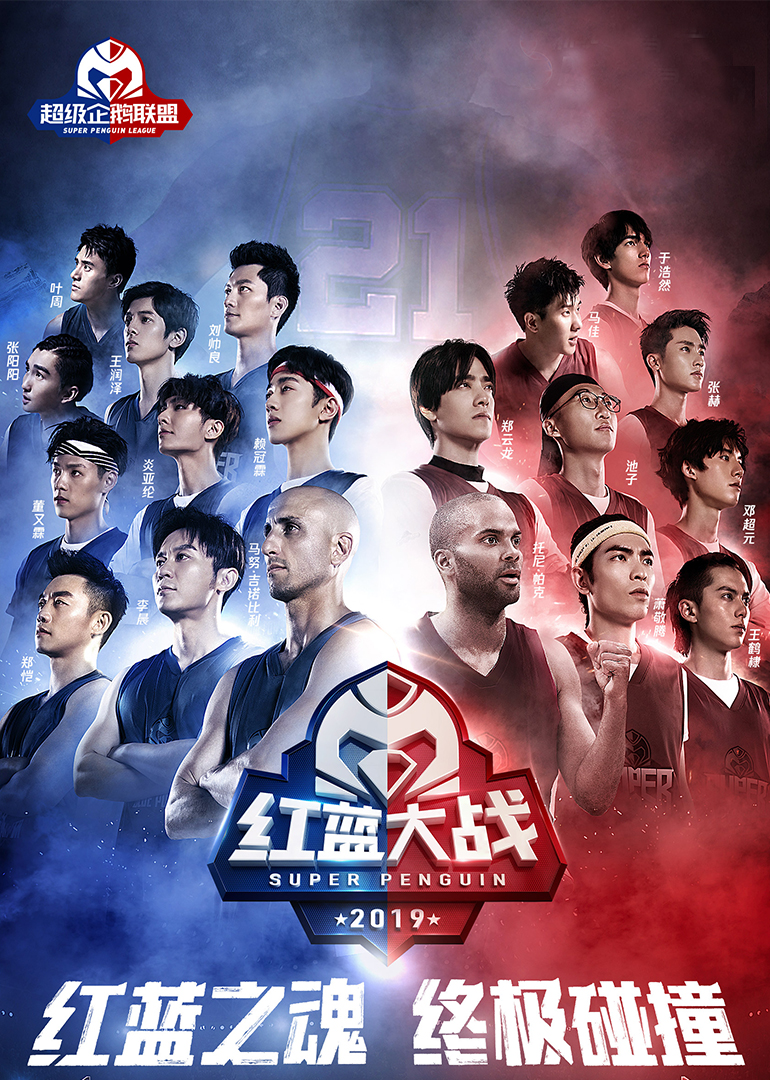 超级企鹅联盟
SUPER PENGUIN LEAGUE
21
叶周
刘帅良
张阳阳
王润泽
赖冠霖
炎亚纶
董又霖
马努·吉诺比利
李晨
郑恺
于浩然
马佳
张赫
郑云龙
池子
邓超元
托尼·帕克
萧敬腾
王鹤棣
红蓝大战
SUPER PENGUIN
★2019★
红蓝之魂 终极碰撞